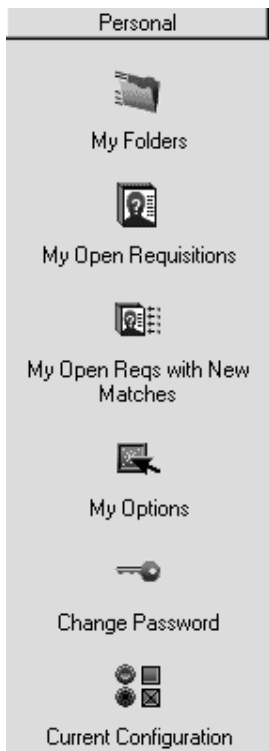 Personal
My Folders
My Open Requisitions
My Open Reqs with New
Matches
My Options
Change Password
Current Configuration